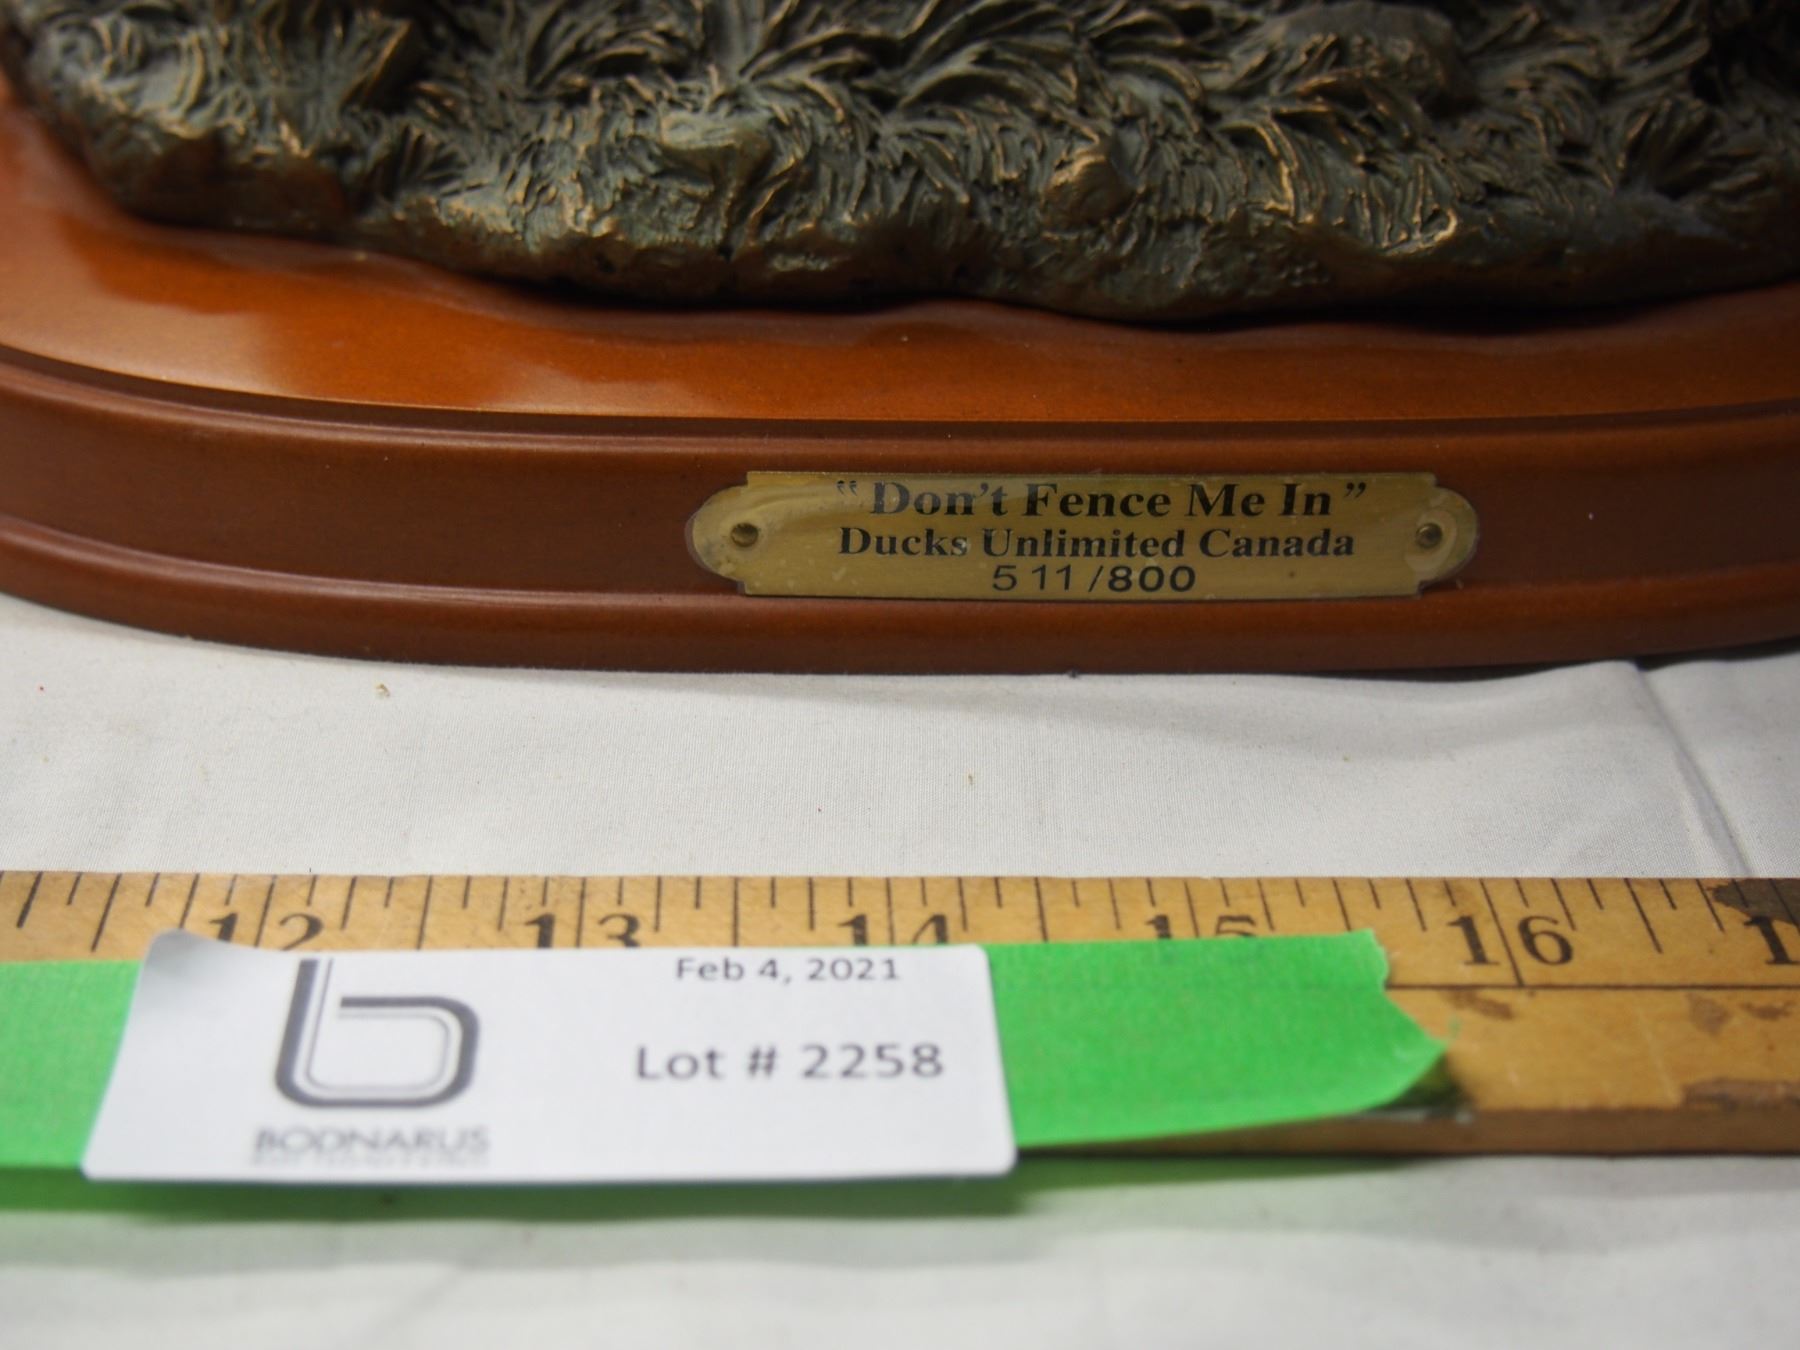 “Don't Fence Me In”
Ducks Unlimited Canada
511/800
12 13 14 15 16
Feb 4, 2021
Lot # 2258
b
BODNARUS